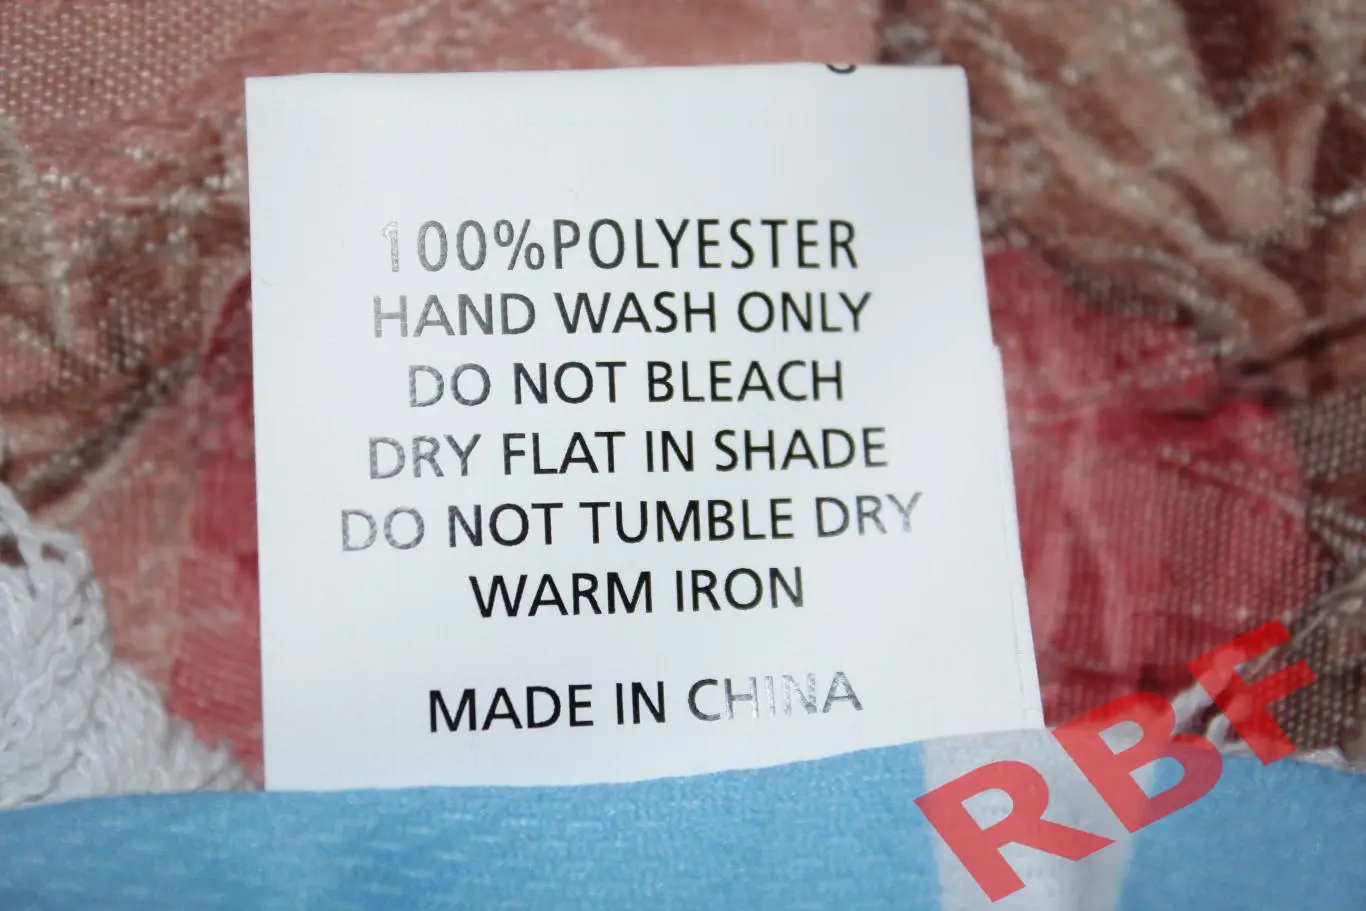 100%POLYESTER
HAND WASH ONLY
DO NOT BLEACH
DRY FLAT IN SHADE
DO NOT TUMBLE DRY
WARM IRON
MADE IN CHINA
RBF